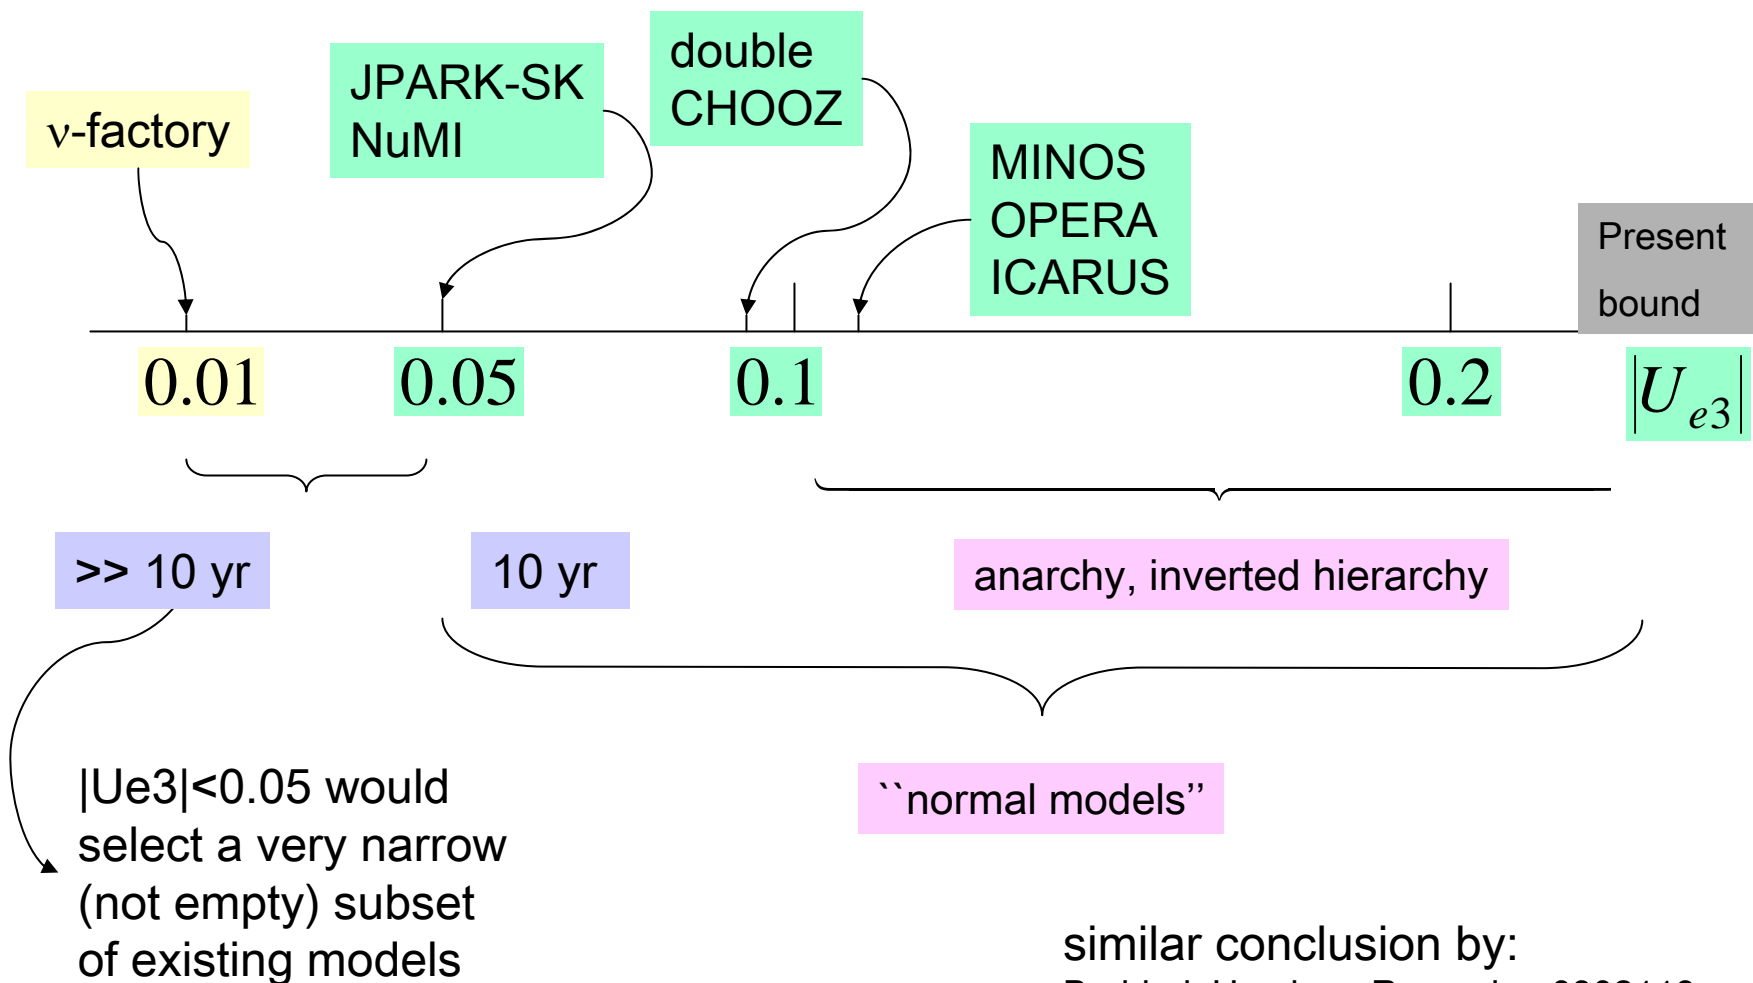 ν-factory
JPARK-SK
NuMI
double
CHOOZ
MINOS
OPERA
ICARUS
Present
bound
0.01
0.05
0.1
0.2
|U e3|
>> 10 yr
10 yr
anarchy, inverted hierarchy
|Ue3|<0.05 would
select a very narrow
(not empty) subset
of existing models
``normal models’’
similar conclusion by: